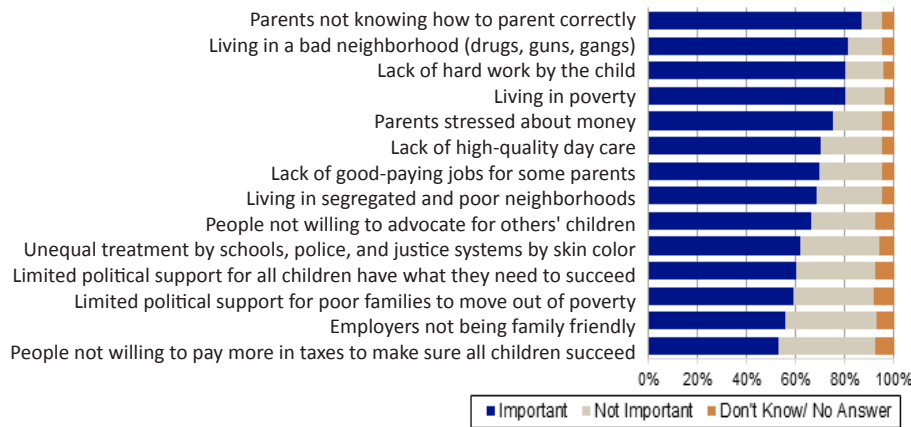 Parents not knowing how to parent correctly
Living in a bad neighborhood (drugs, guns, gangs)
Lack of hard work by the child
Living in poverty
Parents stressed about money
Lack of high-quality day care
Lack of good-paying jobs for some parents
Living in segregated and poor neighborhoods
People not willing to advocate for others' children
Unequal treatment by schools, police, and justice systems by skin color
Limited political support for all children have what they need to succeed
Limited political support for poor families to move out of poverty
Employers not being family friendly
People not willing to pay more in taxes to make sure all children succeed
0% 20% 40% 60% 80% 100%
Important Not Important Don't Know/ No Answer